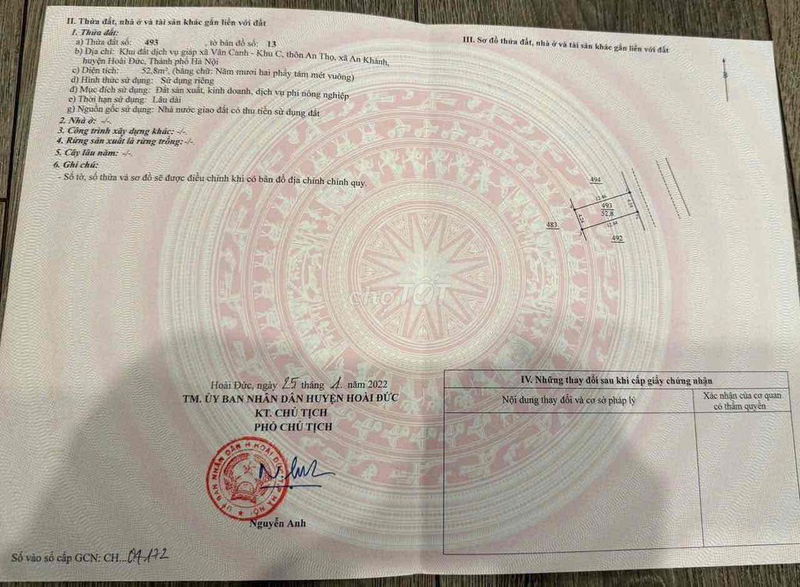 II. Thửa đất, nhà ở và tài sản khác gắn liền với đất
1. Thửa đất:
a) Thửa đất số: 493 , tờ bản đồ số: 13
b) Địa chỉ: Khu đất dịch vụ giáp xã Vân Canh - Khu C, thôn An Thọ, xã An Khánh,
huyện Hoài Đức, Thành phố Hà Nội
c) Diện tích: 52,8m², (bằng chữ: Năm mươi hai phẩy tám mét vuông)
d) Hình thức sử dụng: Sử dụng riêng
đ) Mục đích sử dụng: Đất sản xuất, kinh doanh, dịch vụ phi nông nghiệp
e) Thời hạn sử dụng: Lâu dài
g) Nguồn gốc sử dụng: Nhà nước giao đất có thu tiền sử dụng đất
2. Nhà ở: -/-.
3. Công trình xây dựng khác: -/-.
4. Rừng sản xuất là rừng trồng: -/-.
5. Cây lâu năm: -/-.
6. Ghi chú:
- Số tờ, số thửa và sơ đồ sẽ được điều chỉnh khi có bản đồ địa chính chính quy.
Hoài Đức, ngày 25 tháng 1 năm 2022
TM. ỦY BAN NHÂN DÂN HUYỆN HOÀI ĐỨC
KT. CHỦ TỊCH
PHÓ CHỦ TỊCH
Nguyễn Anh
Số vào sổ cấp GCN: CH...04172
III. Sơ đồ thửa đất, nhà ở và tài sản khác gắn liền với đất
494
493
52.8
483
492
chợTỐT
IV. Những thay đổi sau khi cấp giấy chứng nhận
Nội dung thay đổi và cơ sở pháp lý
Xác nhận của cơ quan
có thẩm quyền